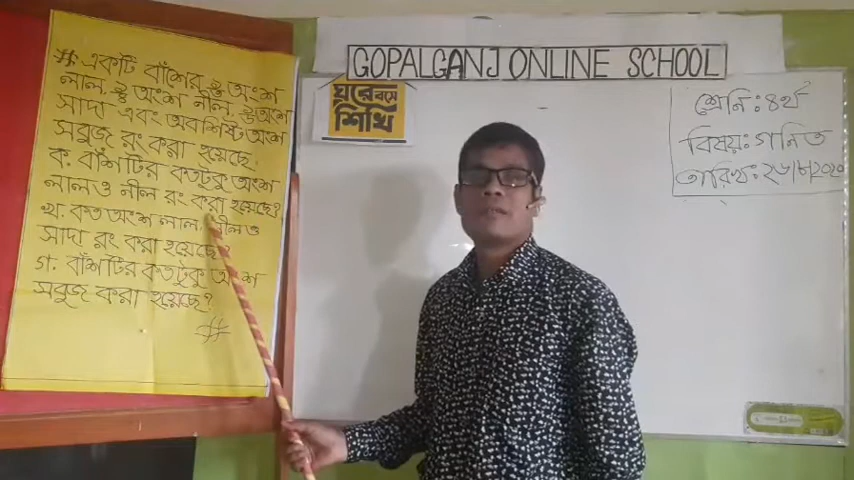 # একটি বাঁশের ও অংশ
লাল, অংশ নীল, অংশে
সাদা এবং অবশিষ্ট অংশ
সবুজ রং করা হয়েছে।
ক. বাঁশটির কতটুকু অংশ
লাল ও নীল রং করা হয়েছে?
খ. কত অংশ লাল, নীল ও
সাদা রং করা হয়েছে?
গ. বাঁশটির কতটুকু অংশ
সবুজ করা হয়েছে?
#
GOPALGANJ ONLINE SCHOOL
ঘরে বসে
শিখি
শ্রেনি: ৪র্থ
বিষয়: গণিত
তারিখ: ২৬/৮/২০২০